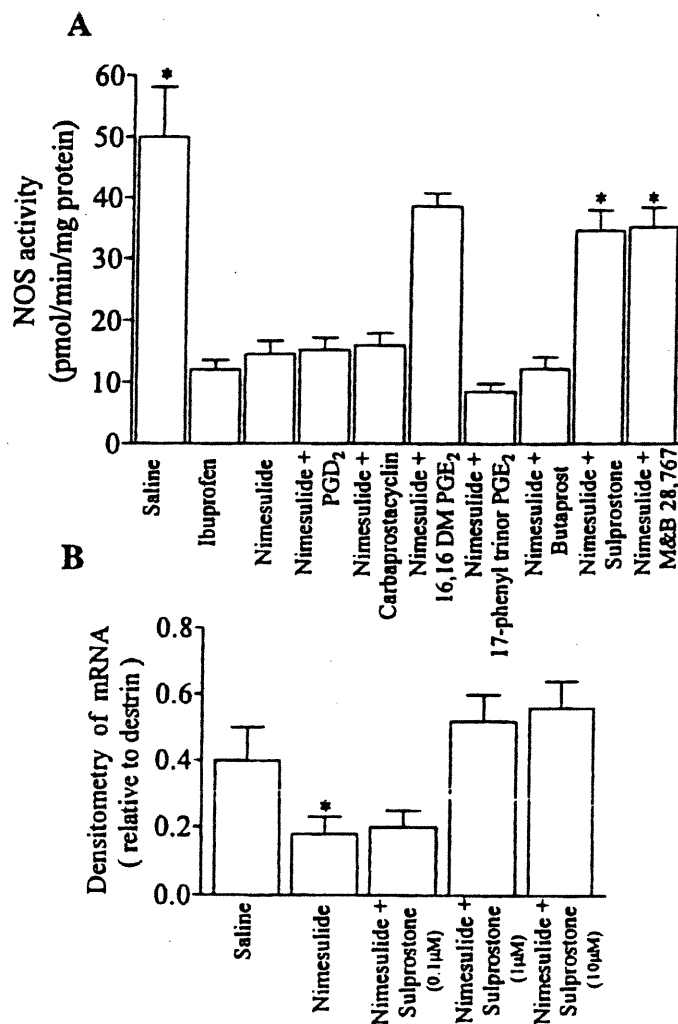 A
NOS activity
(pmol/min/mg protein)
60
50
40
30
20
10
0
*
*
*
Saline
Ibuprofen
Nimesulide
Nimesulide +
PGD2
Nimesulide +
Carbaprostacyclin
Nimesulide +
16,16 DM PGE2
Nimesulide +
17-phenyl trinor PGE2
Nimesulide +
Butaprost
Nimesulide +
Sulprostone
Nimesulide +
M&B 28,767
B
Densitometry of mRNA
( relative to destrin )
0.8
0.6
0.4
0.2
0.0
*
Saline
Nimesulide
Nimesulide +
Sulprostone
(0.1µM)
Nimesulide +
Sulprostone
(1µM)
Nimesulide +
Sulprostone
(10µM)